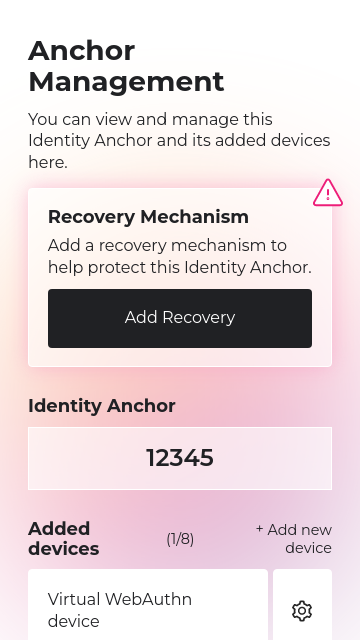 Anchor
Management
You can view and manage this
Identity Anchor and its added devices
here.
Recovery Mechanism
Add a recovery mechanism to
help protect this Identity Anchor.
Add Recovery
Identity Anchor
12345
Added
devices
(1/8)
+ Add new
device
Virtual WebAuthn
device